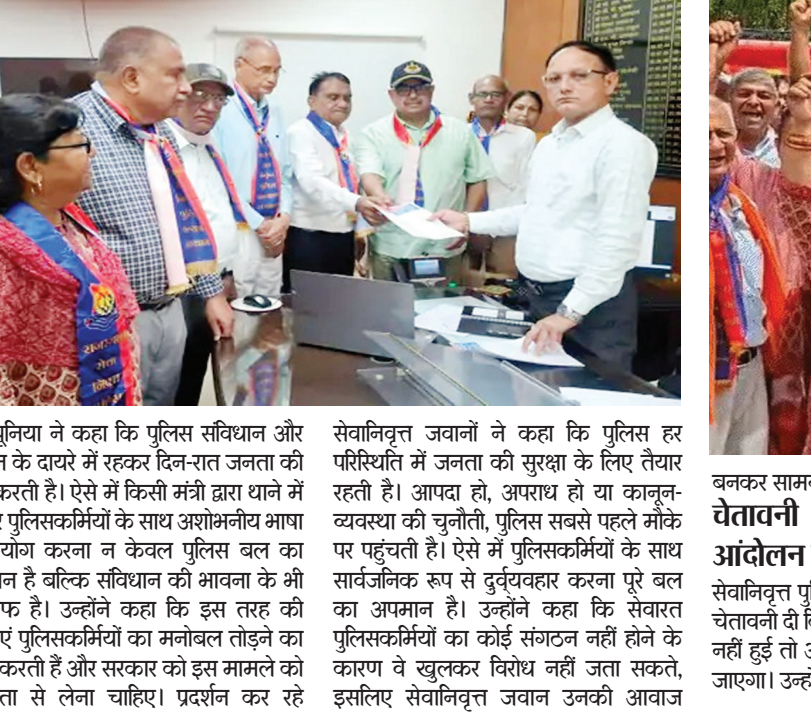 पूनिया ने कहा कि पुलिस संविधान और
न के दायरे में रहकर दिन-रात जनता की
करती है। ऐसे में किसी मंत्री द्वारा थाने में
र पुलिसकर्मियों के साथ अशोभनीय भाषा
योग करना न केवल पुलिस बल का
न है बल्कि संविधान की भावना के भी
फ है। उन्होंने कहा कि इस तरह की
एं पुलिसकर्मियों का मनोबल तोड़ने का
करती हैं और सरकार को इस मामले को
ता से लेना चाहिए। प्रदर्शन कर रहे
सेवानिवृत्त जवानों ने कहा कि पुलिस हर
परिस्थिति में जनता की सुरक्षा के लिए तैयार
रहती है। आपदा हो, अपराध हो या कानून-
व्यवस्था की चुनौती, पुलिस सबसे पहले मौके
पर पहुंचती है। ऐसे में पुलिसकर्मियों के साथ
सार्वजनिक रूप से दुर्व्यवहार करना पूरे बल
का अपमान है। उन्होंने कहा कि सेवारत
पुलिसकर्मियों का कोई संगठन नहीं होने के
कारण वे खुलकर विरोध नहीं जता सकते,
इसलिए सेवानिवृत्त जवान उनकी आवाज
बनकर साम
चेतावनी
आंदोलन
सेवानिवृत्त पु
चेतावनी दी कि
नहीं हुई तो
जाएगा। उन्हो